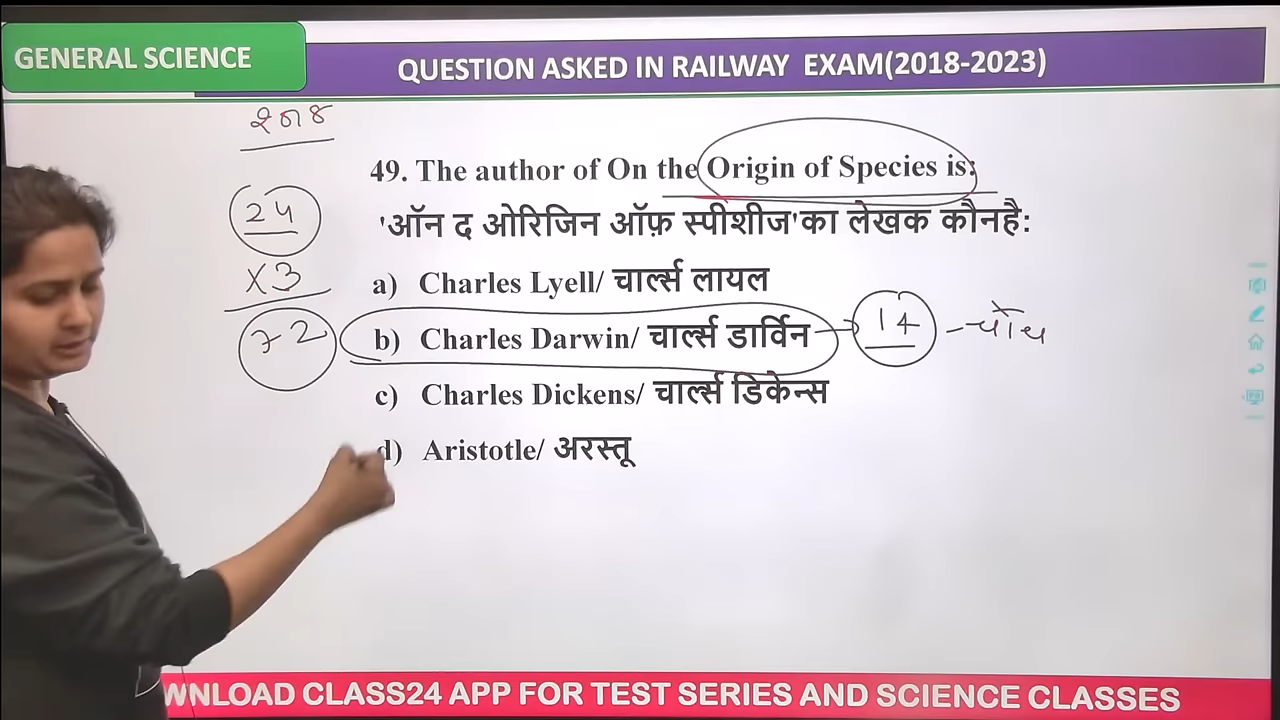 GENERAL SCIENCE
QUESTION ASKED IN RAILWAY EXAM(2018-2023)
49. The author of On the Origin of Species is:
24
'ऑन द ओरिजिन ऑफ़ स्पीशीज'का लेखक कौनहै:
X3
a) Charles Lyell/ चार्ल्स लायल
72
b) Charles Darwin/ चार्ल्स डार्विन 14
c) Charles Dickens/ चार्ल्स डिकेन्स
d) Aristotle/ अरस्तू
WNLOAD CLASS24 APP FOR TEST SERIES AND SCIENCE CLASSES